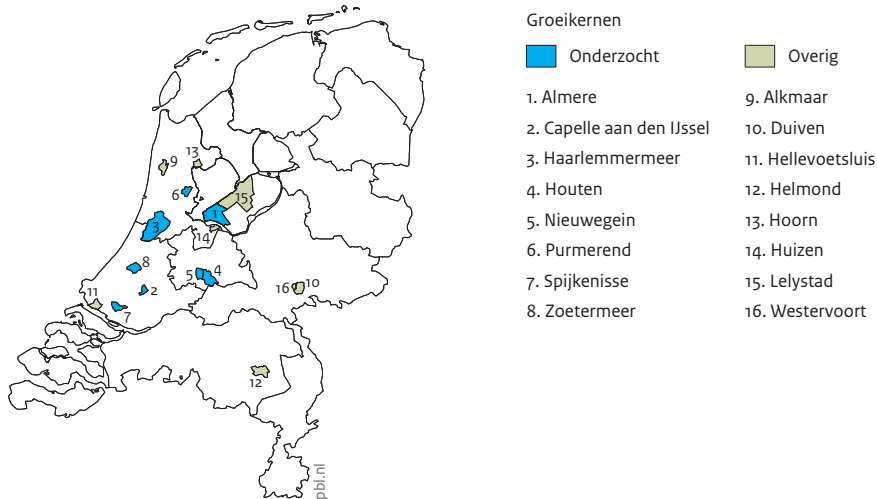 Groeikernen
Onderzocht
Overig
1. Almere
2. Capelle aan den IJssel
3. Haarlemmermeer
4. Houten
5. Nieuwegein
6. Purmerend
7. Spijkenisse
8. Zoetermeer
9. Alkmaar
10. Duiven
11. Hellevoetsluis
12. Helmond
13. Hoorn
14. Huizen
15. Lelystad
16. Westervoort
13
9
6
15
1
3
14
8
5
4
2
16
10
11
7
12
pbl.nl